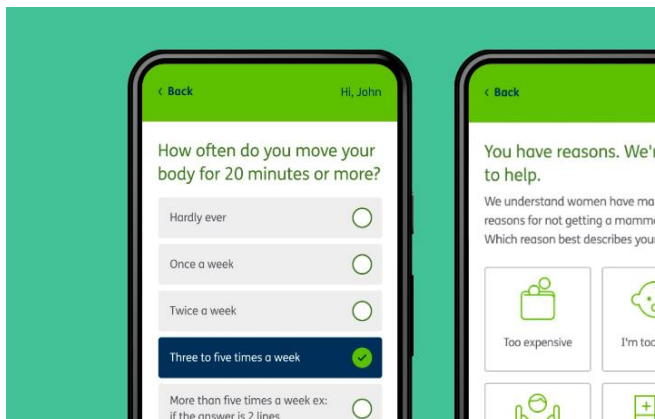 < Back
Hi, John
How often do you move your
body for 20 minutes or more?
Hardly ever
Once a week
Twice a week
Three to five times a week
More than five times a week ex:
if the answer is 2 lines
< Back
You have reasons. We'r
to help.
We understand women have ma
reasons for not getting a mamm
Which reason best describes your
Too expensive
I'm too